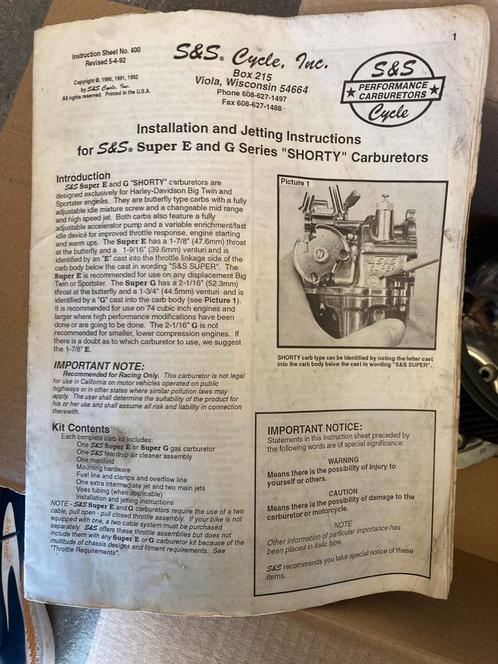 1
Instruction Sheet No. 400
Revised 5-4-92
Copyright ©, 1990, 1991, 1992
by S&S Cycle, Inc.
All rights reserved. Printed in the U.S.A.
S&S® Cycle, Inc.
Box 215
Viola, Wisconsin 54664
Phone 608-627-1497
Fax 608-627-1488
S&S
PERFORMANCE
CARBURETORS
Cycle
Installation and Jetting Instructions
for S&S® Super E and G Series "SHORTY" Carburetors
Introduction
S&S Super E and G "SHORTY" carburetors are
designed exclusively for Harley-Davidson Big Twin and
Sportster engines. They are butterfly type carbs with a fully
adjustable idle mixture screw and a changeable mid range
and high speed jet. Both carbs also feature a fully
adjustable accelerator pump and a variable enrichment/fast
idle device for improved throttle response, engine starting
and warm ups. The Super E has a 1-7/8" (47.6mm) throat
at the butterfly and a 1-9/16" (39.6mm) venturi and is
identified by an "E" cast into the throttle linkage side of the
carb body below the cast in wording "S&S SUPER". The
Super E is recommended for use on any displacement Big
Twin or Sportster. The Super G has a 2-1/16" (52.3mm)
throat at the butterfly and a 1-3/4" (44.5mm) venturi and is
identified by a "G" cast into the carb body (see Picture 1).
It is recommended for use on 74 cubic inch engines and
larger where high performance modifications have been
done or are going to be done. The 2-1/16" G is not
recommended for smaller, lower compression engines. If
there is a doubt as to which carburetor to use, we suggest
the 1-7/8" E.
IMPORTANT NOTE:
Recommended for Racing Only. This carburetor is not legal
for use in California on motor vehicles operated on public
highways or in other states where similar pollution laws may
apply. The user shall determine the suitability of the product for
his or her use and shall assume all risk and liability in connection
therewith.
Kit Contents
Each complete carb kit includes:
One S&S Super E or Super G gas carburetor
One S&S teardrop air cleaner assembly
One manifold
Mounting hardware
Fuel line and clamps and overflow line
One extra intermediate jet and two main jets
Voes tubing (when applicable)
Installation and jetting instructions
NOTE - S&S Super E and G carburetors require the use of a two
cable, pull open - pull closed throttle assembly. If your bike is not
equipped with one, a two cable system must be purchased
separately. S&S offers these throttle assemblies but does not
include them with any Super E or G carburetor kit because of the
multitude of chassis designs and fitment requirements. See
"Throttle Requirements".
Picture 1
SHORTY carb type can be identified by noting the letter cast
into the carb body below the cast in wording "S&S SUPER".
IMPORTANT NOTICE:
Statements in this instruction sheet preceded by
the following words are of special significance:
WARNING
Means there is the possibility of injury to
yourself or others.
CAUTION
Means there is the possibility of damage to the
carburetor or motorcycle.
NOTE
Other information of particular importance has
been placed in italic type.
S&S recommends you take special notice of these
items.